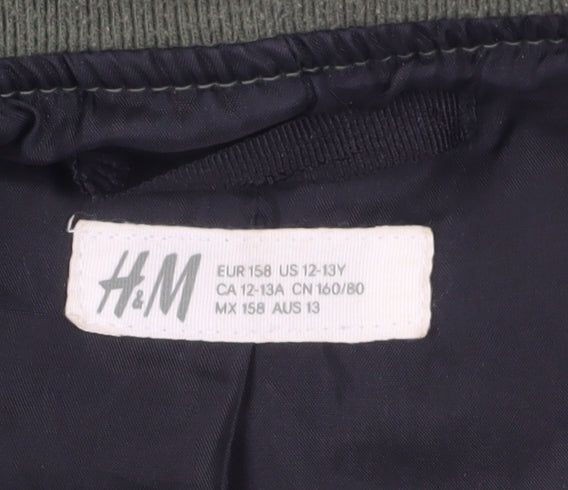 H&M
EUR 158 US 12-13Y
CA 12-13A CN 160/80
MX 158 AUS 13